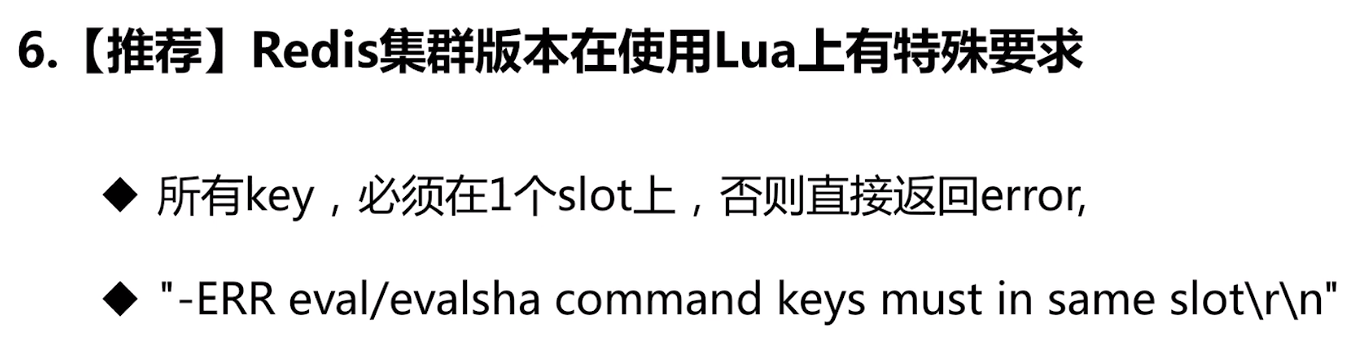 6.【推荐】Redis集群版本在使用Lua上有特殊要求
◆ 所有key，必须在1个slot上，否则直接返回error,
◆ "-ERR eval/evalsha command keys must in same slot\r\n"